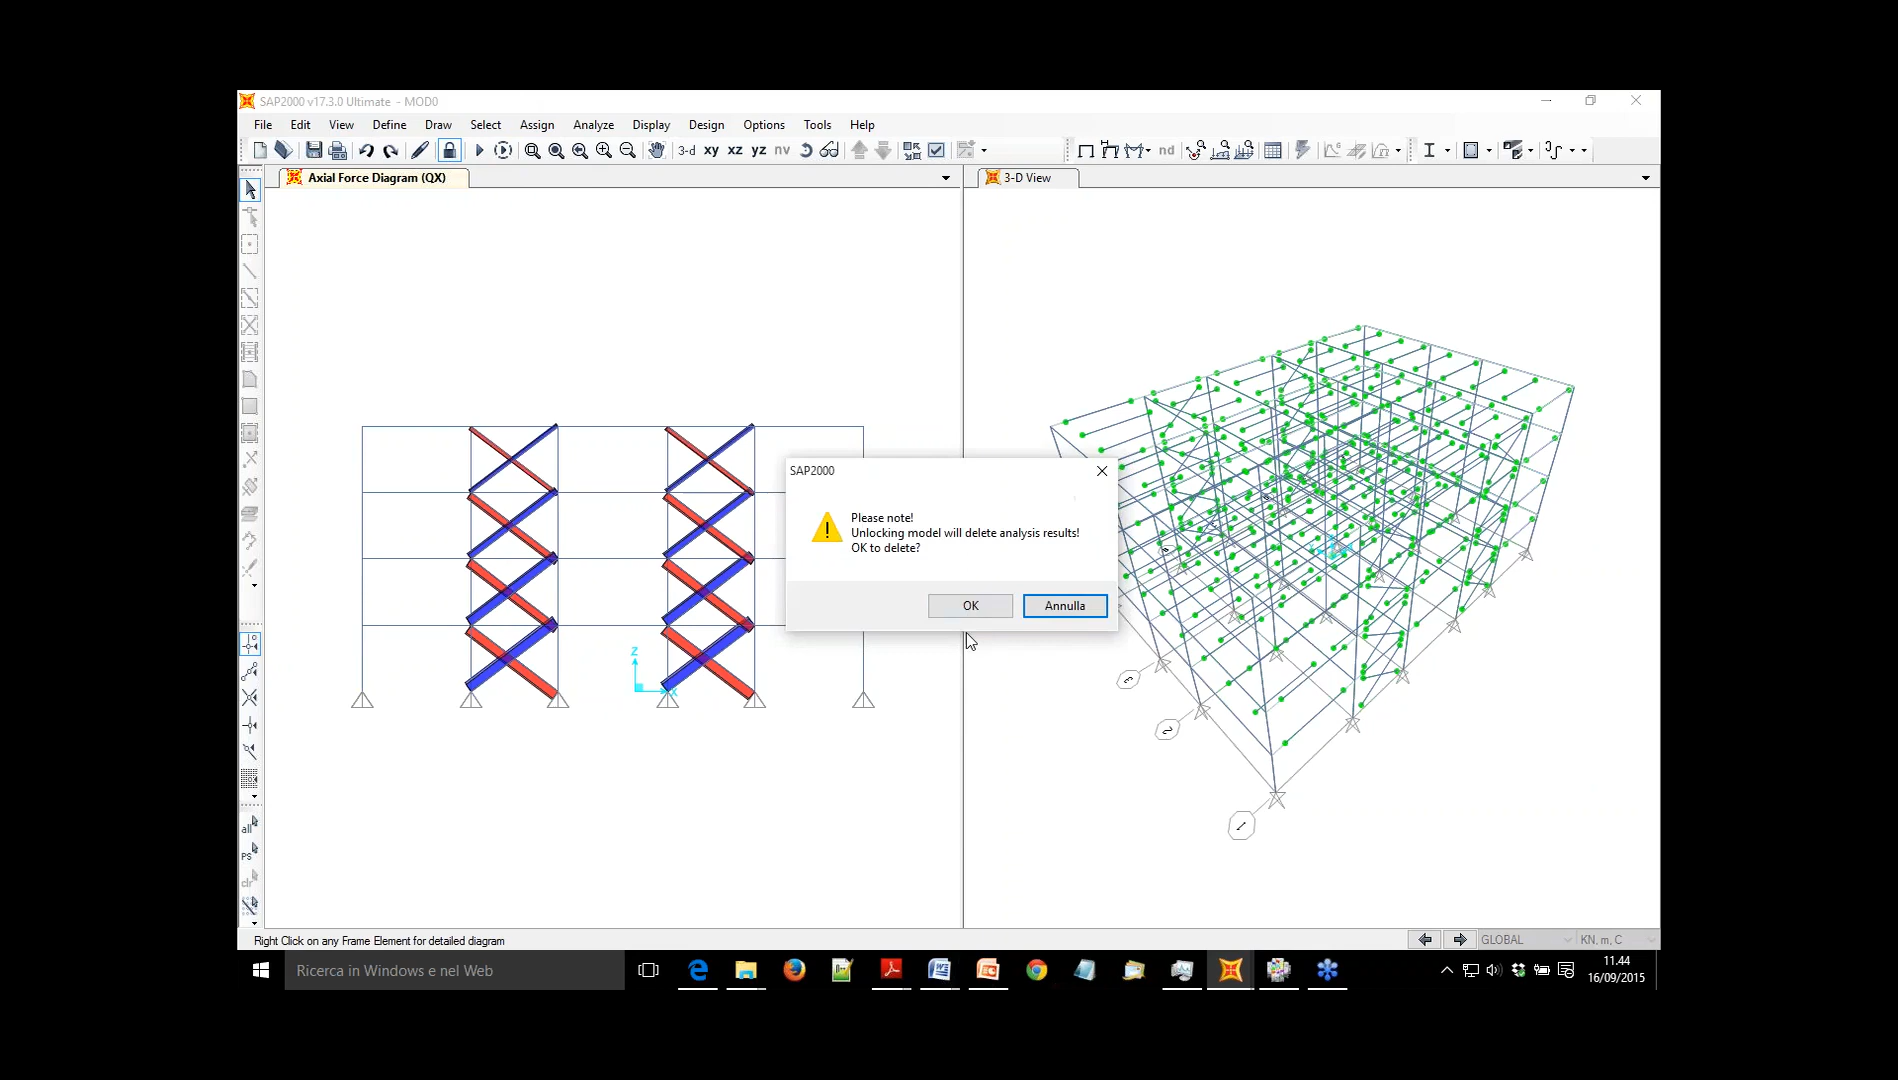 SAP2000 v17.3.0 Ultimate - MOD0
File Edit View Define Draw Select Assign Analyze Display Design Options Tools Help
3-d xy xz yz nv nd
Axial Force Diagram (QX)
3-D View
SAP2000
Please note!
Unlocking model will delete analysis results!
OK to delete?
OK Annulla
Z
X
3
2
1
all
PS
clr
Right Click on any Frame Element for detailed diagram
GLOBAL
KN, m, C
Ricerca in Windows e nel Web
11.44
16/09/2015